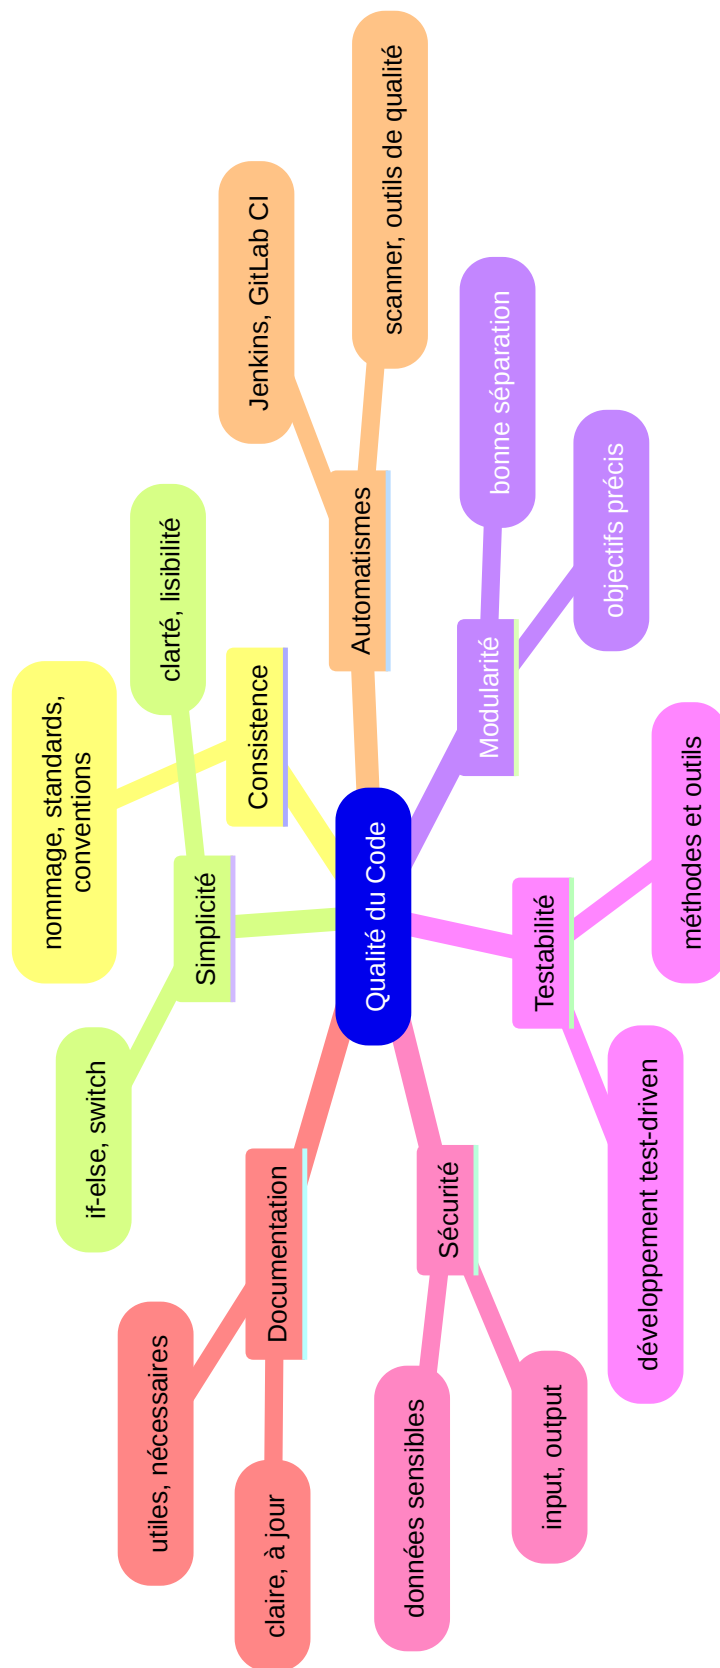 Qualité du Code
Automatismes
Jenkins, GitLab CI
scanner, outils de qualité
Modularité
bonne séparation
objectifs précis
Testabilité
méthodes et outils
développement test-driven
Sécurité
données sensibles
input, output
Documentation
utiles, nécessaires
claire, à jour
Simplicité
if-else, switch
clarté, lisibilité
Consistence
nommage, standards,
conventions